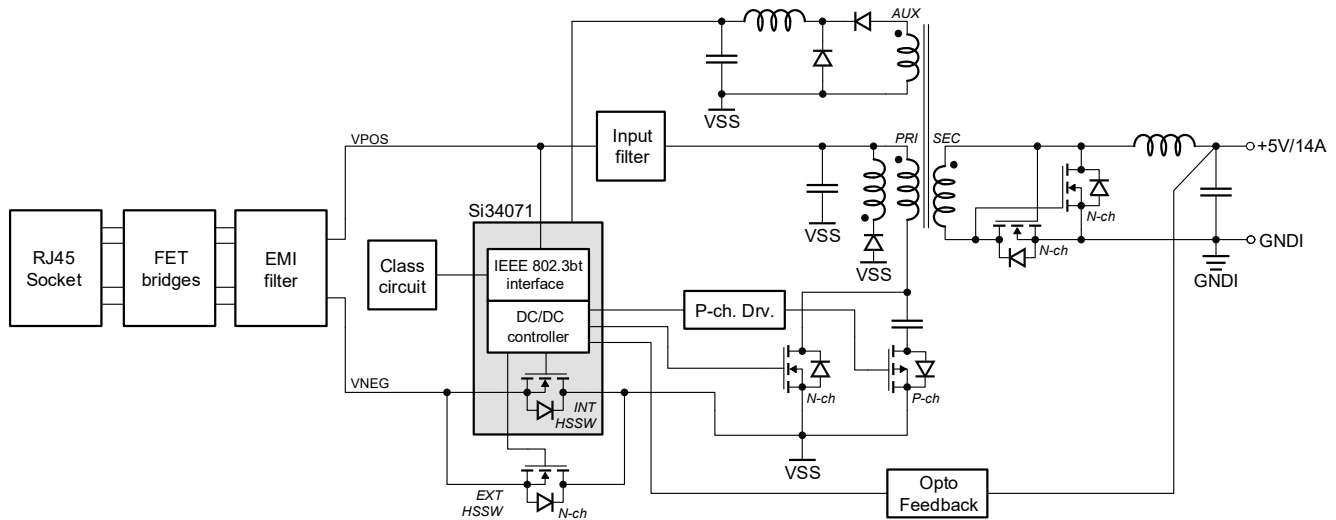 AUX
VSS
VPOS
Input
filter
PRI
SEC
+5V/14A
Si34071
VSS
N-ch
N-ch
GNDI
GNDI
RJ45
Socket
FET
bridges
EMI
filter
Class
circuit
IEEE 802.3bt
interface
VSS
DC/DC
controller
P-ch. Drv.
VNEG
INT
HSSW
N-ch
P-ch
VSS
EXT
HSSW
N-ch
Opto
Feedback